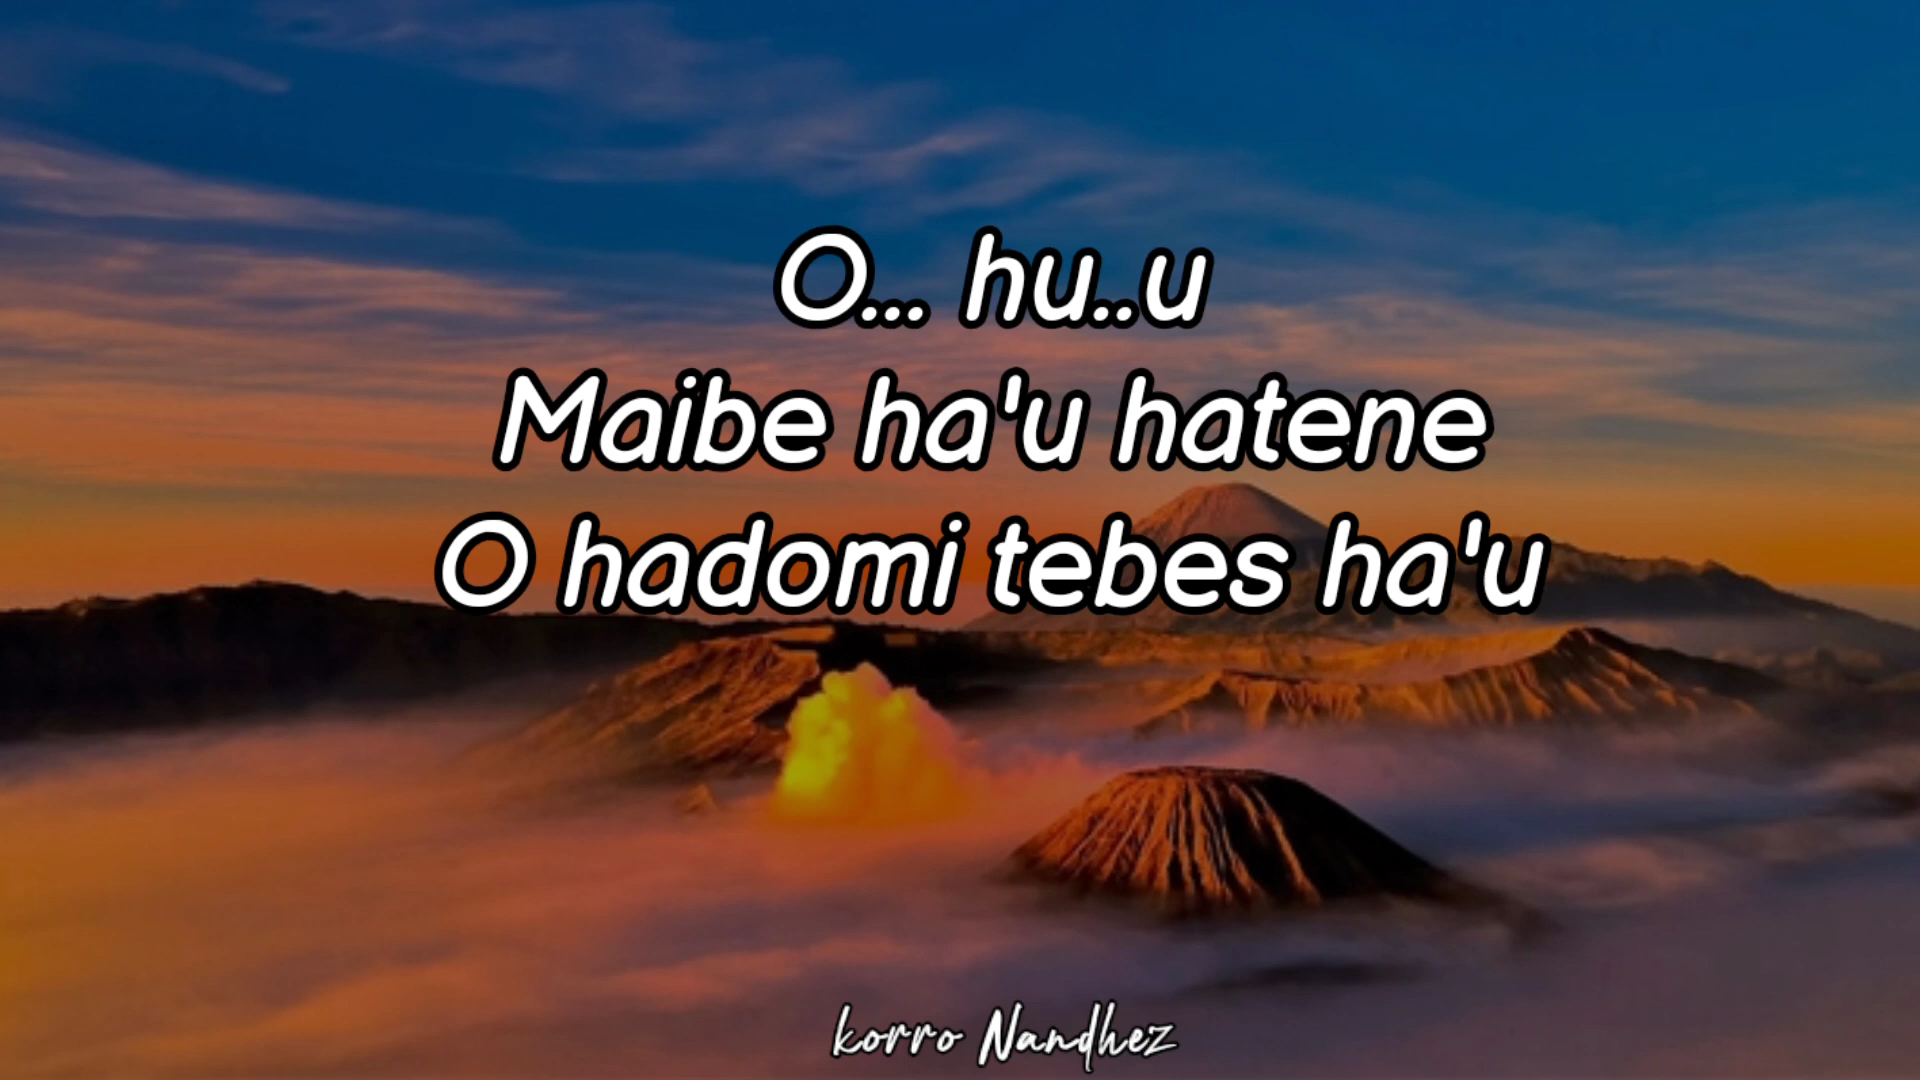 O... hu..u
Maibe ha'u hatene
O hadomi tebes ha'u
korro Nandhez